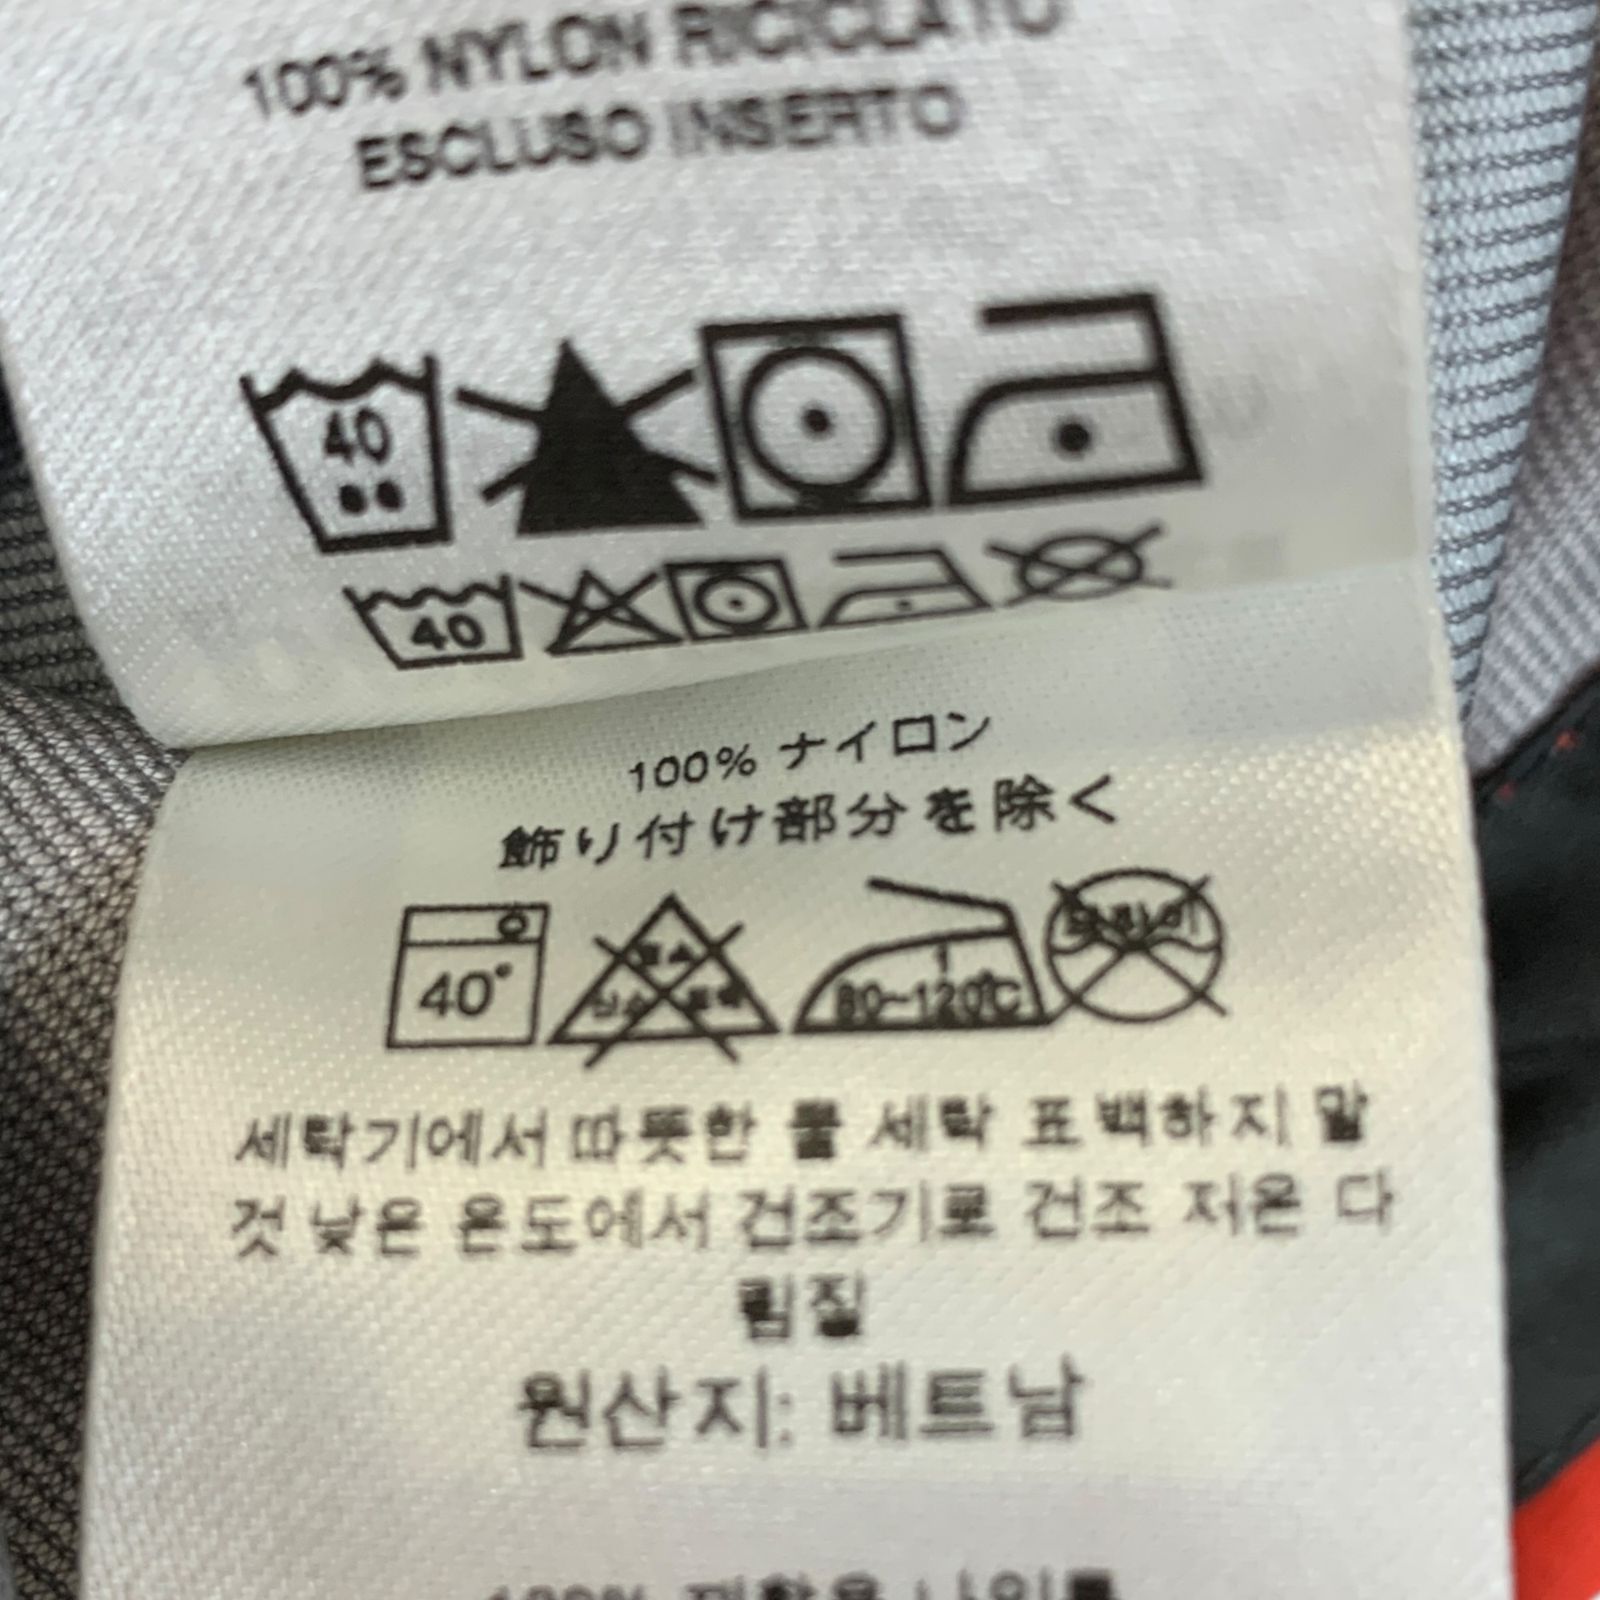 100% NYLON RICICLATO
ESCLUSO INSERTO
40
40
100% ナイロン
飾り付け部分を除く
40°
80~120℃
세탁기에서 따뜻한 물 세탁 표백하지 말
것 낮은 온도에서 건조기로 건조 저온 다
림질
원산지: 베트남